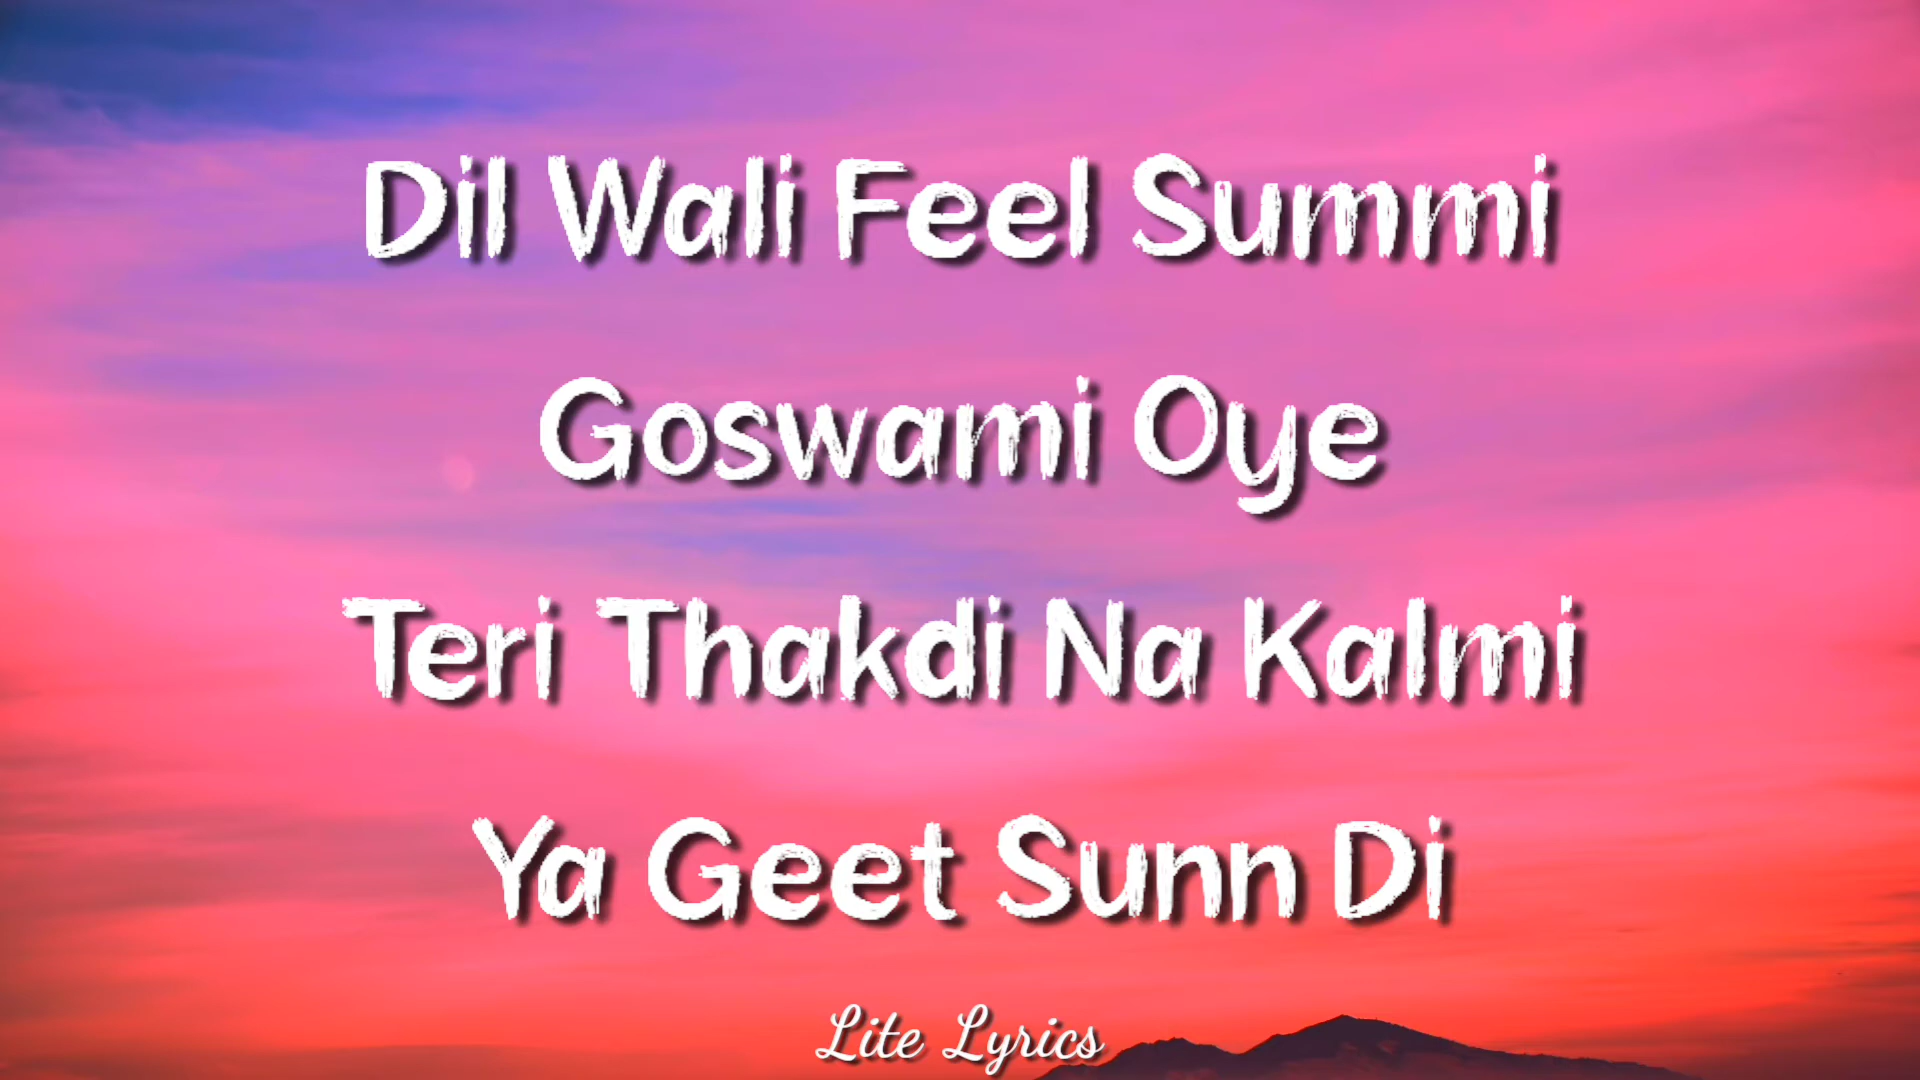 Dil Wali Feel Summi
Goswami Oye
Teri Thakdi Na Kalmi
Ya Geet Sunn Di
Lite Lyrics